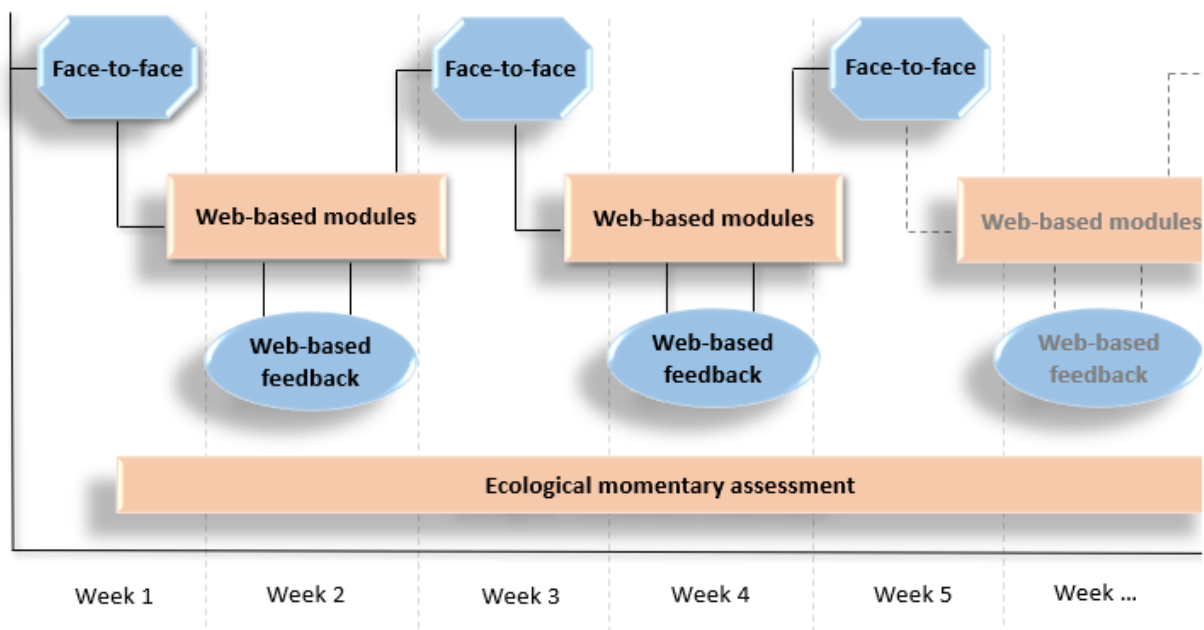 Face-to-face
Face-to-face
Face-to-face
Web-based modules
Web-based modules
Web-based modules
Web-based
feedback
Web-based
feedback
Web-based
feedback
Ecological momentary assessment
Week 1
Week 2
Week 3
Week 4
Week 5
Week ...